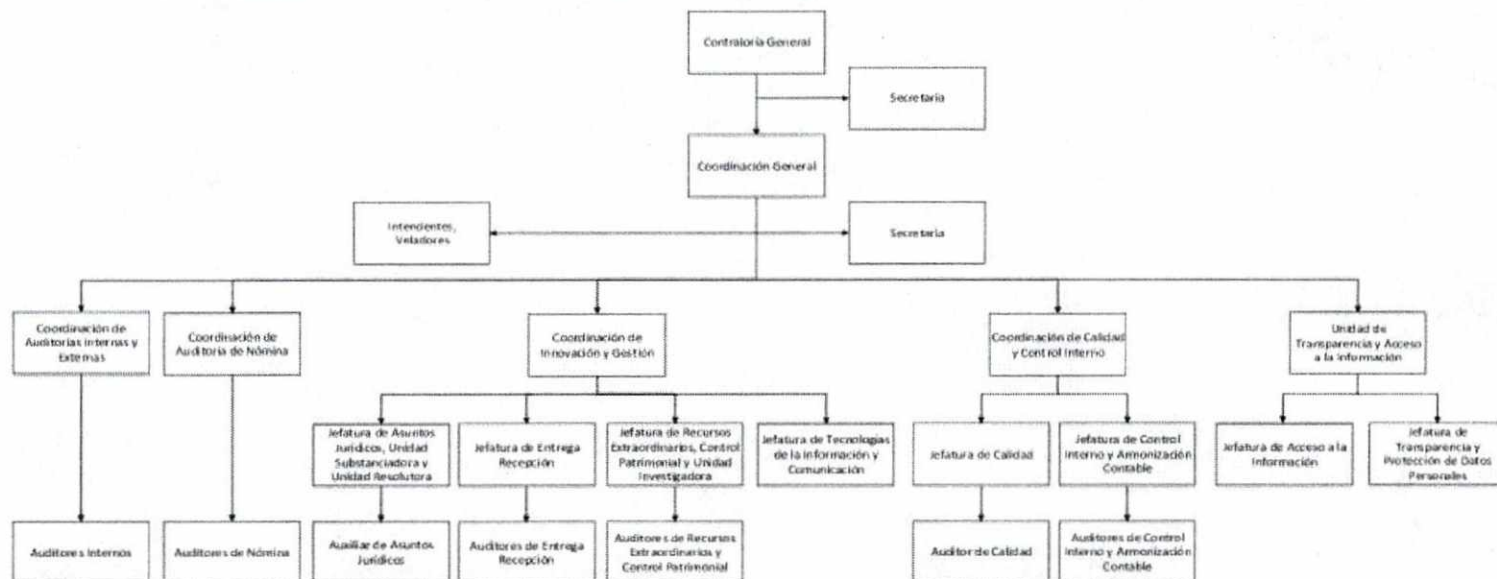 Contraloría General
Secretaria
Coordinación General
Intendentes,
Veladores
Secretaria
Coordinación de
Auditorías Internas y
Externas
Coordinación de
Auditoría de Nómina
Coordinación de
Innovación y Gestión
Coordinación de Calidad
y Control Interno
Unidad de
Transparencia y Acceso
a la Información
Jefatura de Asuntos
Jurídicos, Unidad
Substanciadora y
Unidad Resolutora
Jefatura de Entrega
Recepción
Jefatura de Recursos
Extraordinarios, Control
Patrimonial y Unidad
Investigadora
Jefatura de Tecnologías
de la Información y
Comunicación
Jefatura de Calidad
Jefatura de Control
Interno y Armonización
Contable
Jefatura de Acceso a la
Información
Jefatura de
Transparencia y
Protección de Datos
Personales
Auditores Internos
Auditores de Nómina
Auxiliar de Asuntos
Jurídicos
Auditores de Entrega
Recepción
Auditores de Recursos
Extraordinarios y
Control Patrimonial
Auditor de Calidad
Auditores de Control
Interno y Armonización
Contable